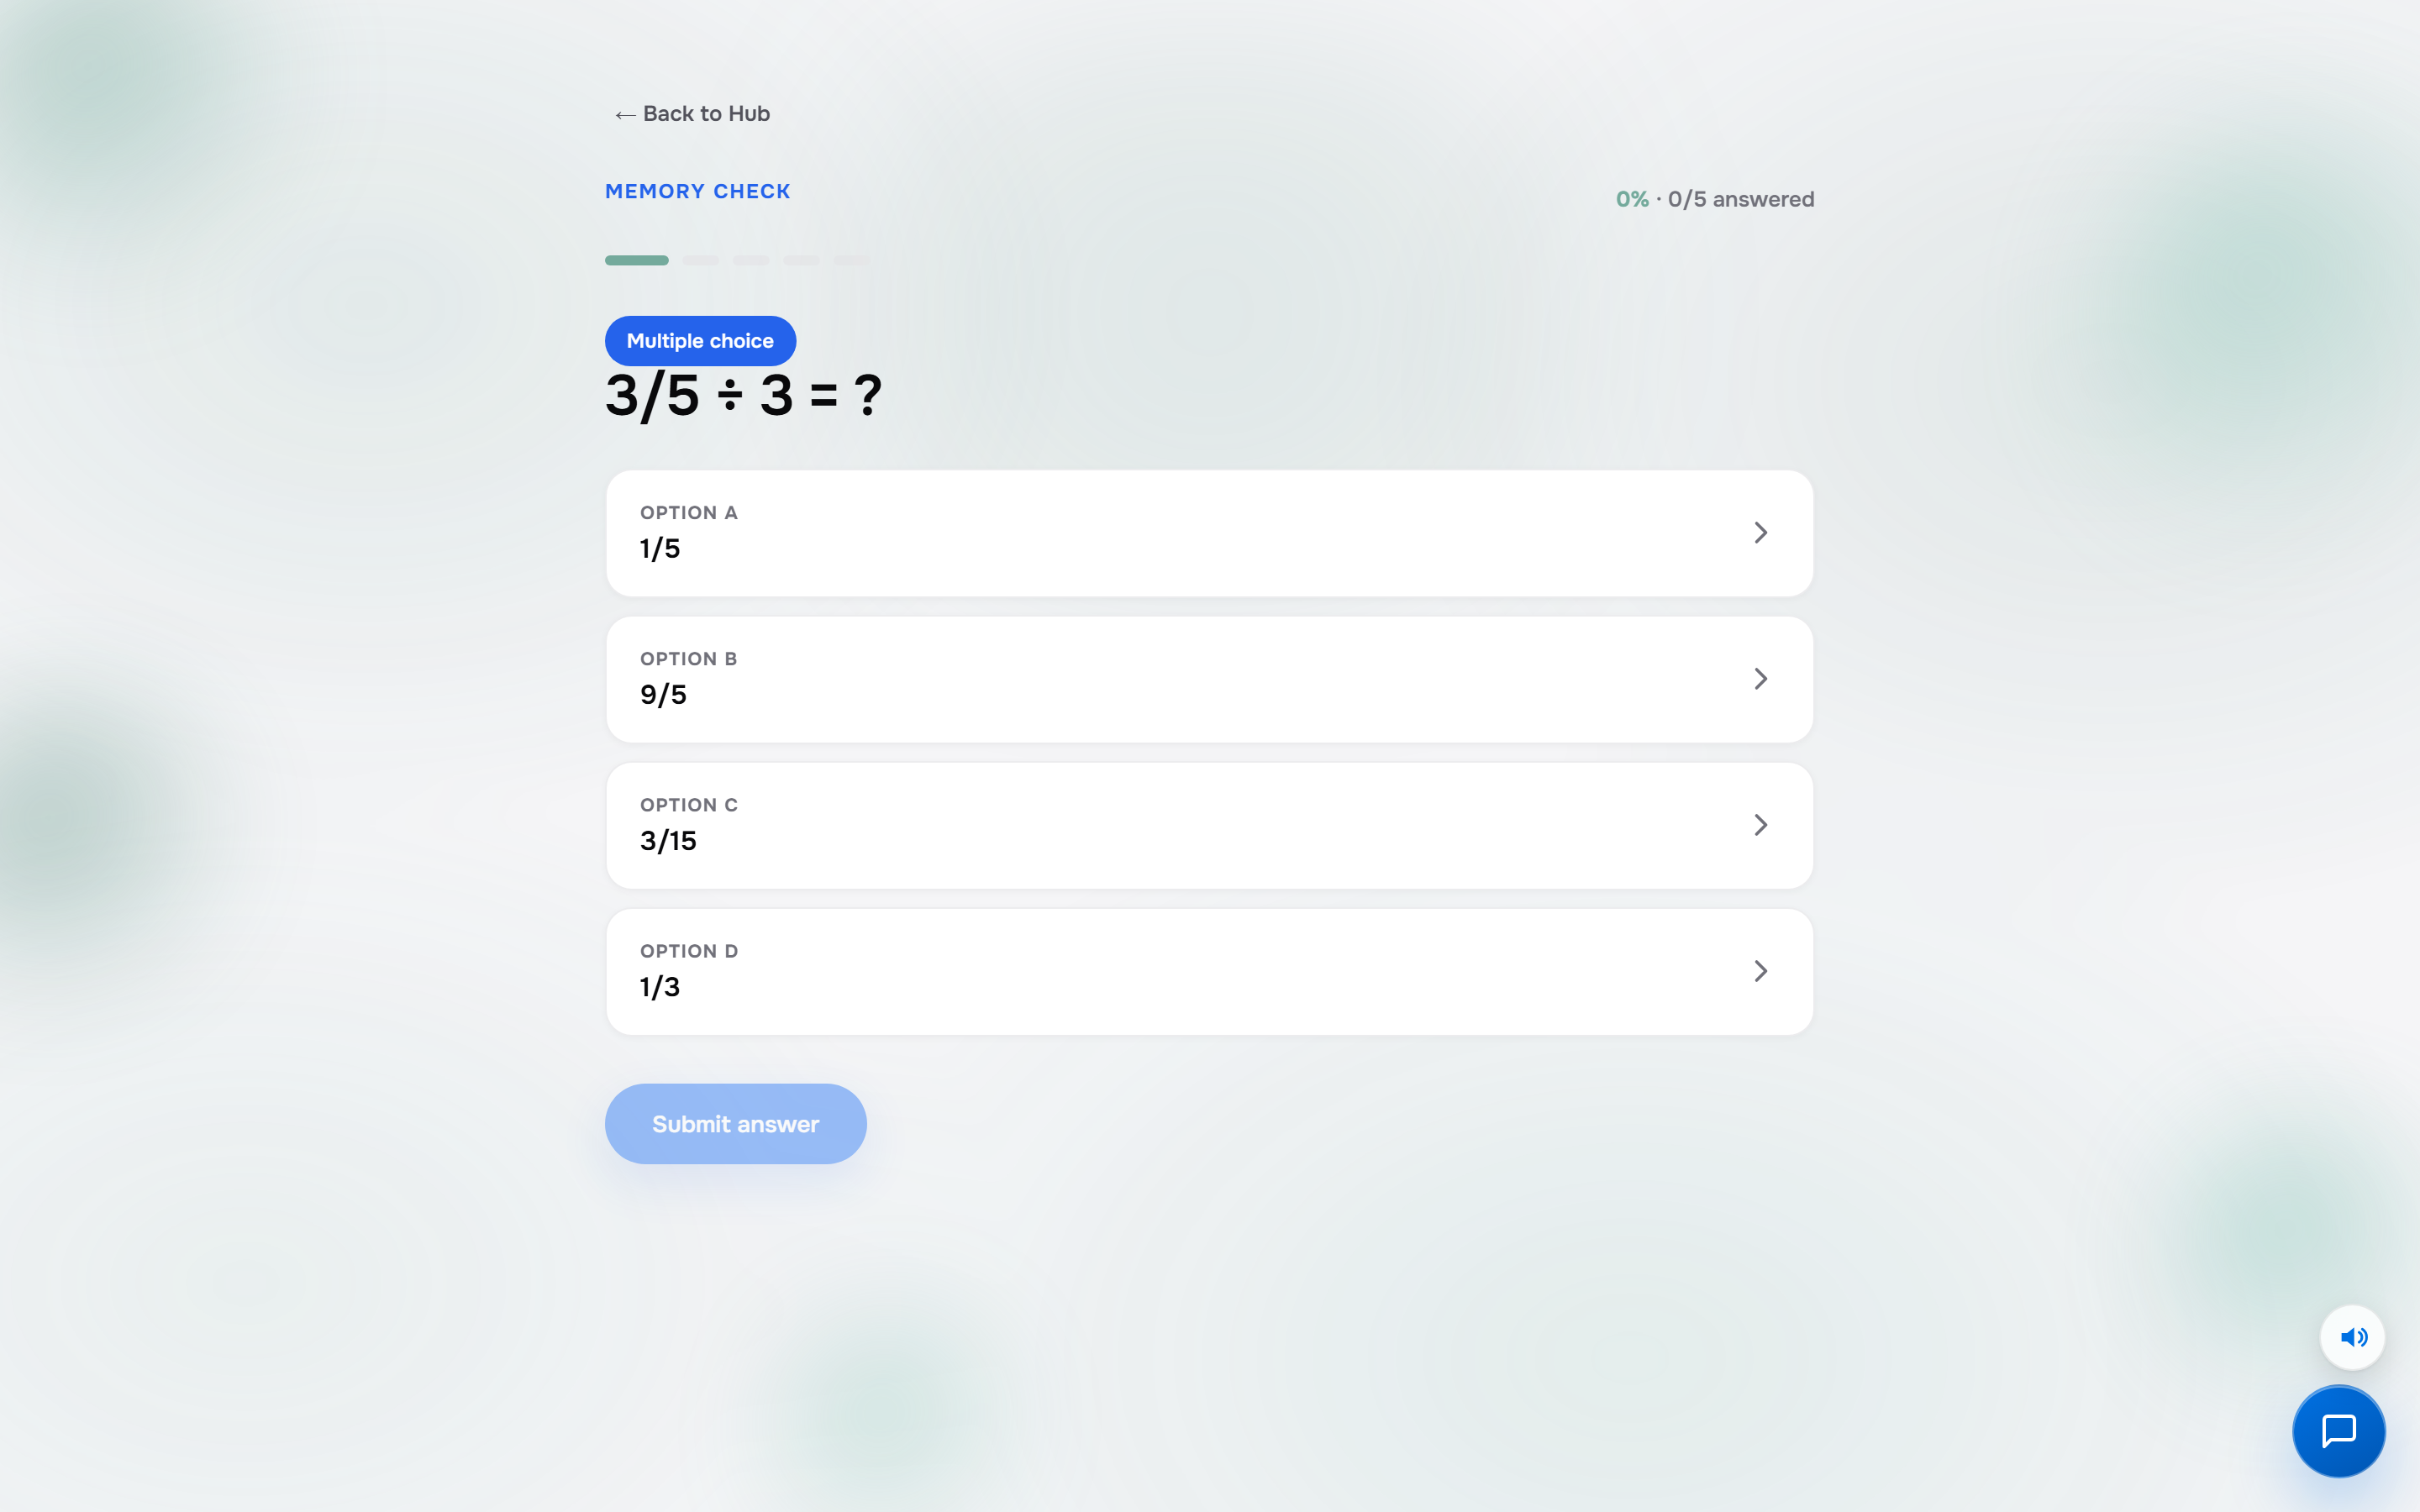 ← Back to Hub
MEMORY CHECK
0% · 0/5 answered
Multiple choice
3/5 ÷ 3 = ?
OPTION A
1/5
OPTION B
9/5
OPTION C
3/15
OPTION D
1/3
Submit answer